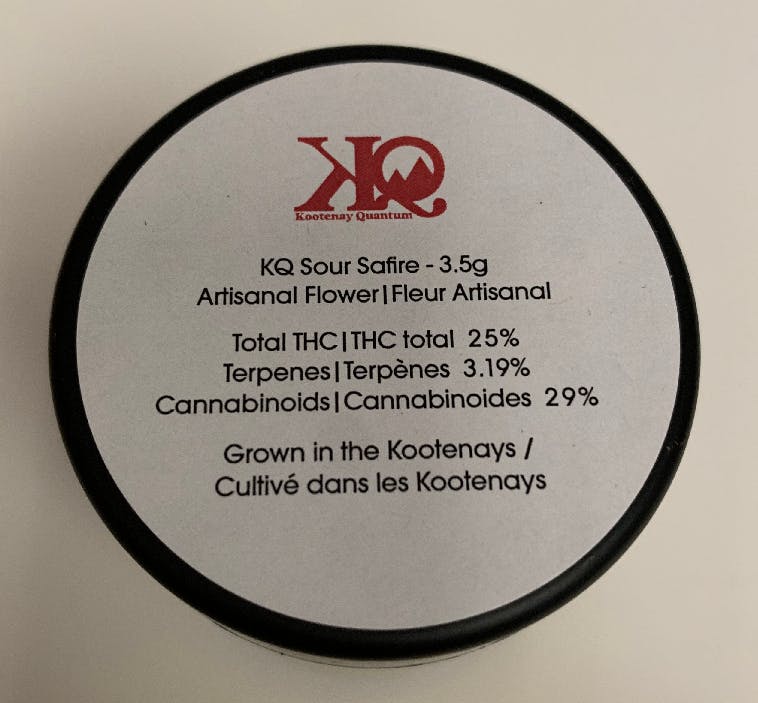 KQ
Kootenay Quantum
KQ Sour Safire - 3.5g
Artisanal Flower|Fleur Artisanal
Total THC|THC total 25%
Terpenes|Terpènes 3.19%
Cannabinoids|Cannabinoides 29%
Grown in the Kootenays /
Cultivé dans les Kootenays